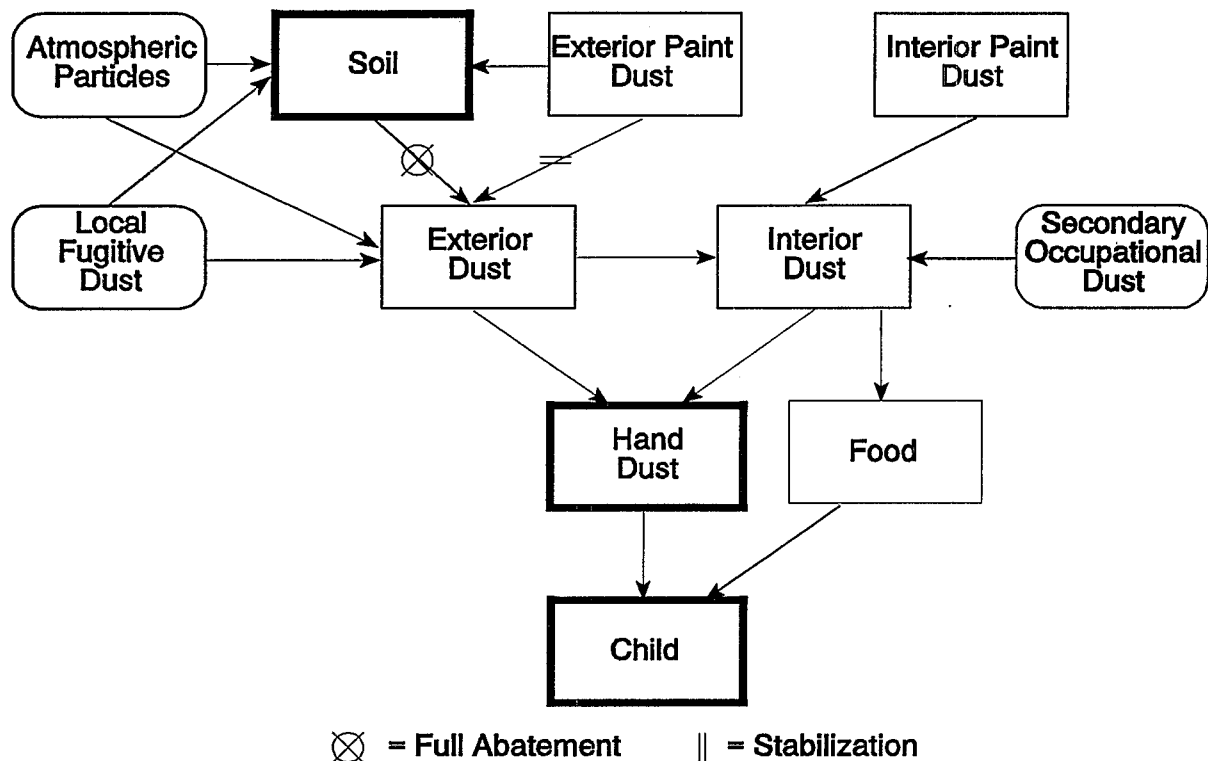 Atmospheric
Particles
Soil
Exterior Paint
Dust
Interior Paint
Dust
Local
Fugitive
Dust
Exterior
Dust
Interior
Dust
Secondary
Occupational
Dust
Hand
Dust
Food
Child
= Full Abatement
|| = Stabilization